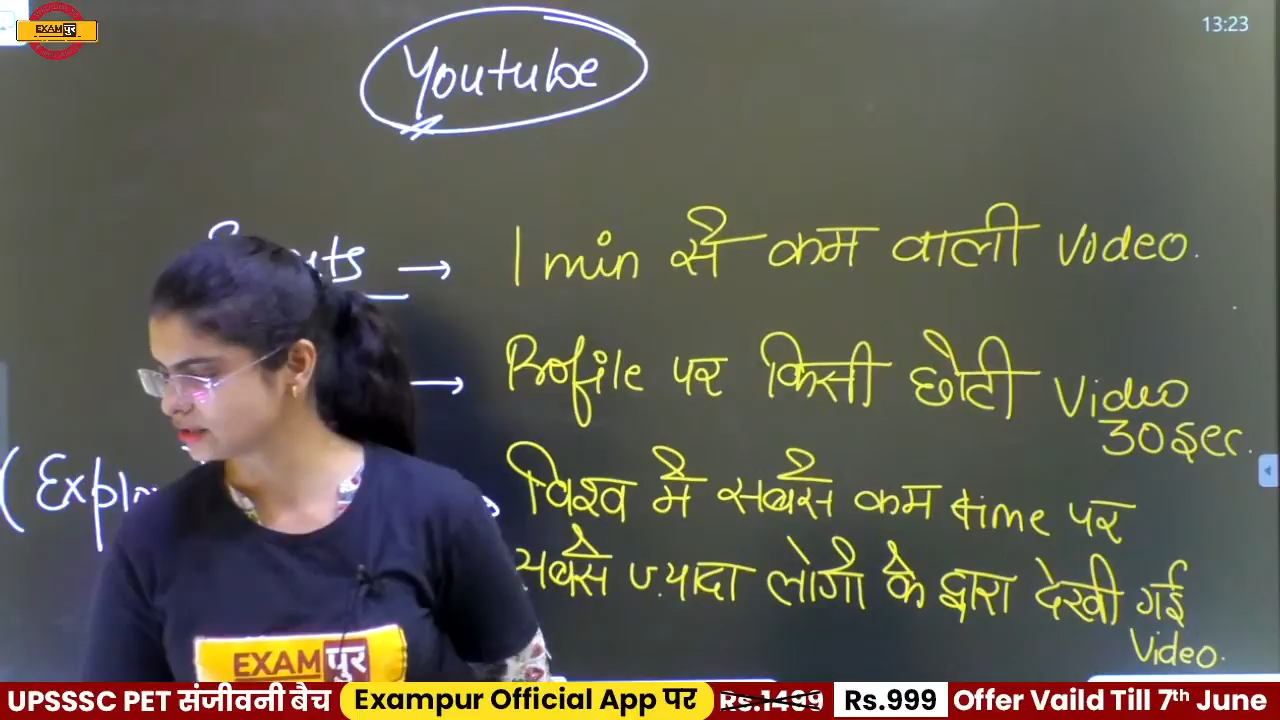 EXAMपुर
13:23
Youtube
→ 1 min से कम वाली Video.
→ Profile पर किसी छोटी Video
30 sec.
विश्व में सबसे कम time पर
सबसे ज्यादा लोगो के द्वारा देखी गई
Video.
EXAMपुर
UPSSSC PET संजीवनी बैच Exampur Official App पर Rs.1499 Rs.999 Offer Vaild Till 7th June